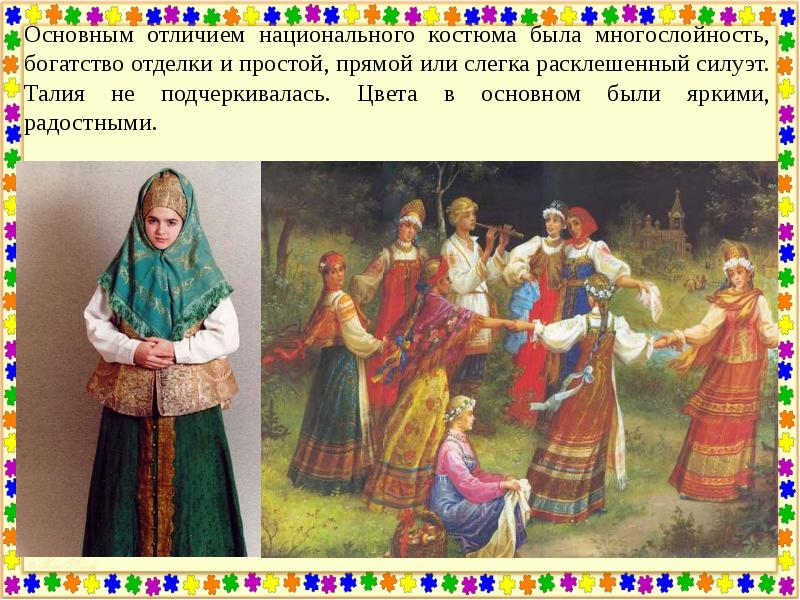 Основным отличием национального костюма была многослойность,
богатство отделки и простой, прямой или слегка расклешенный силуэт.
Талия не подчеркивалась. Цвета в основном были яркими,
радостными.